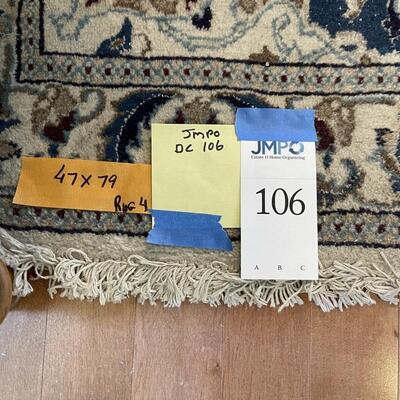 47 x 79
Rug 4
JMPO
DC 106
JMPO
Estate & Home Organizing
106
A B C